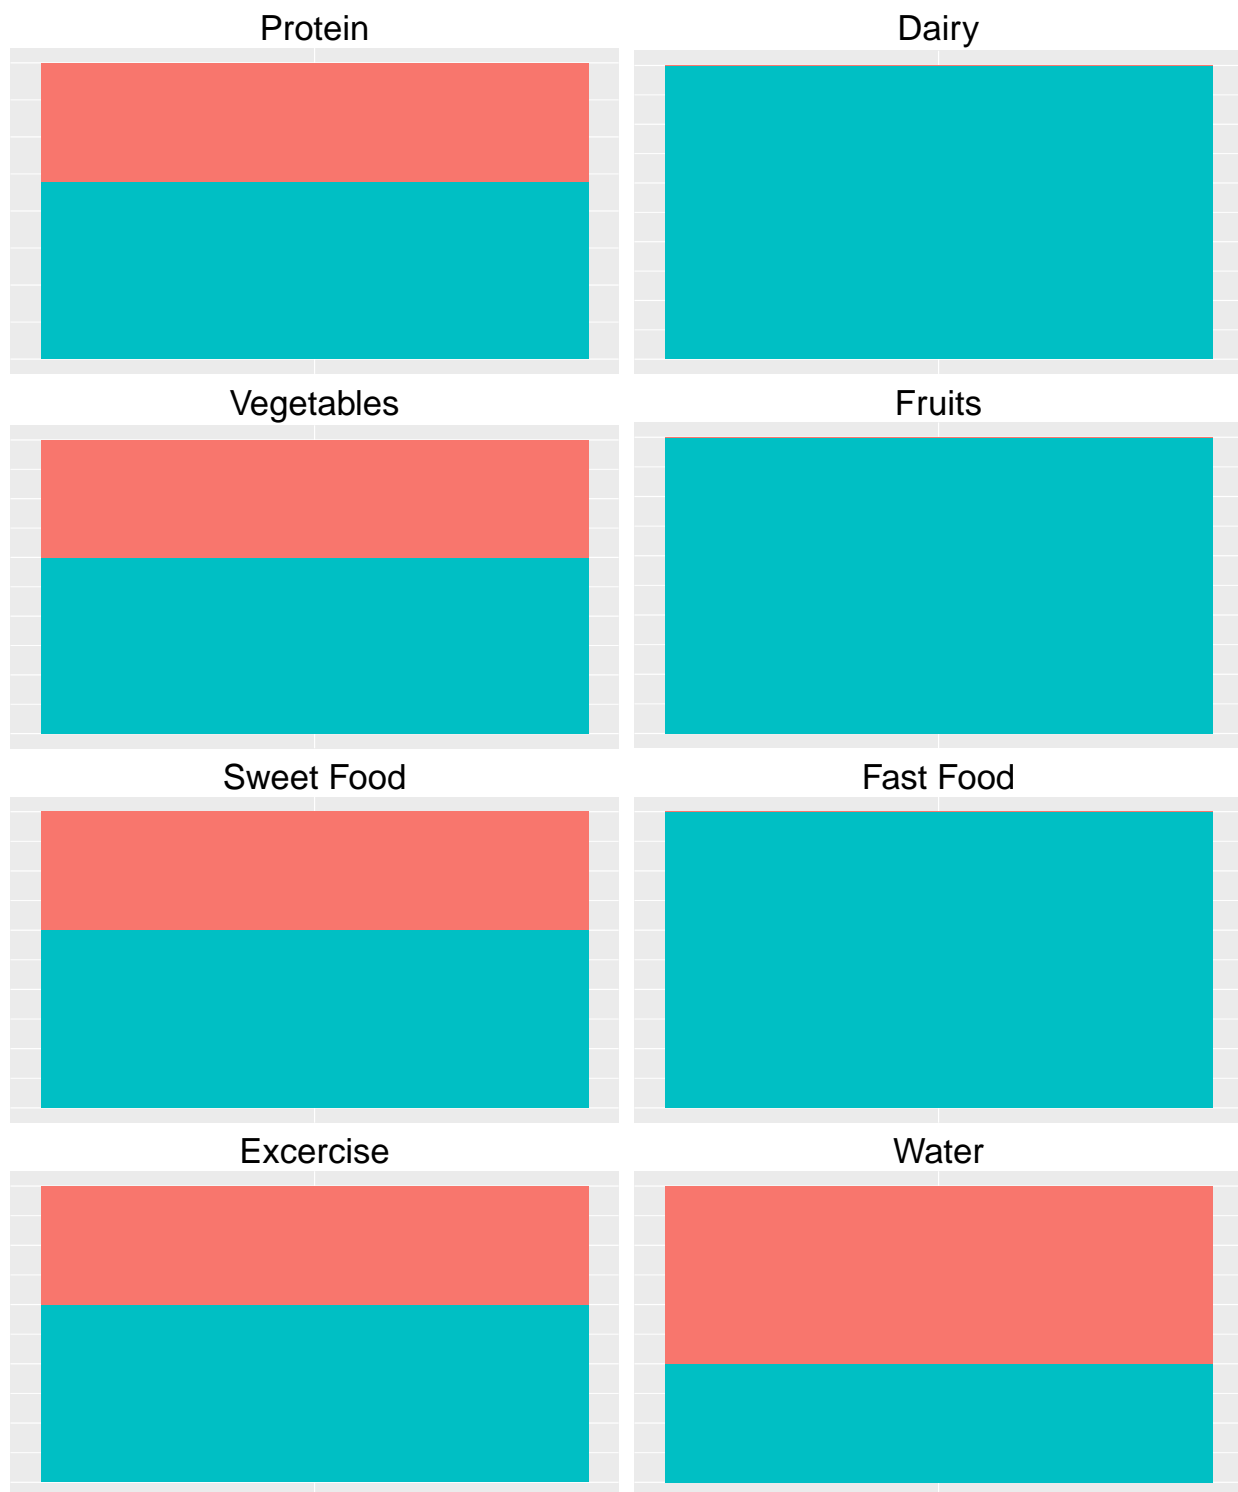 Protein
Dairy
Vegetables
Fruits
Sweet Food
Fast Food
Excercise
Water